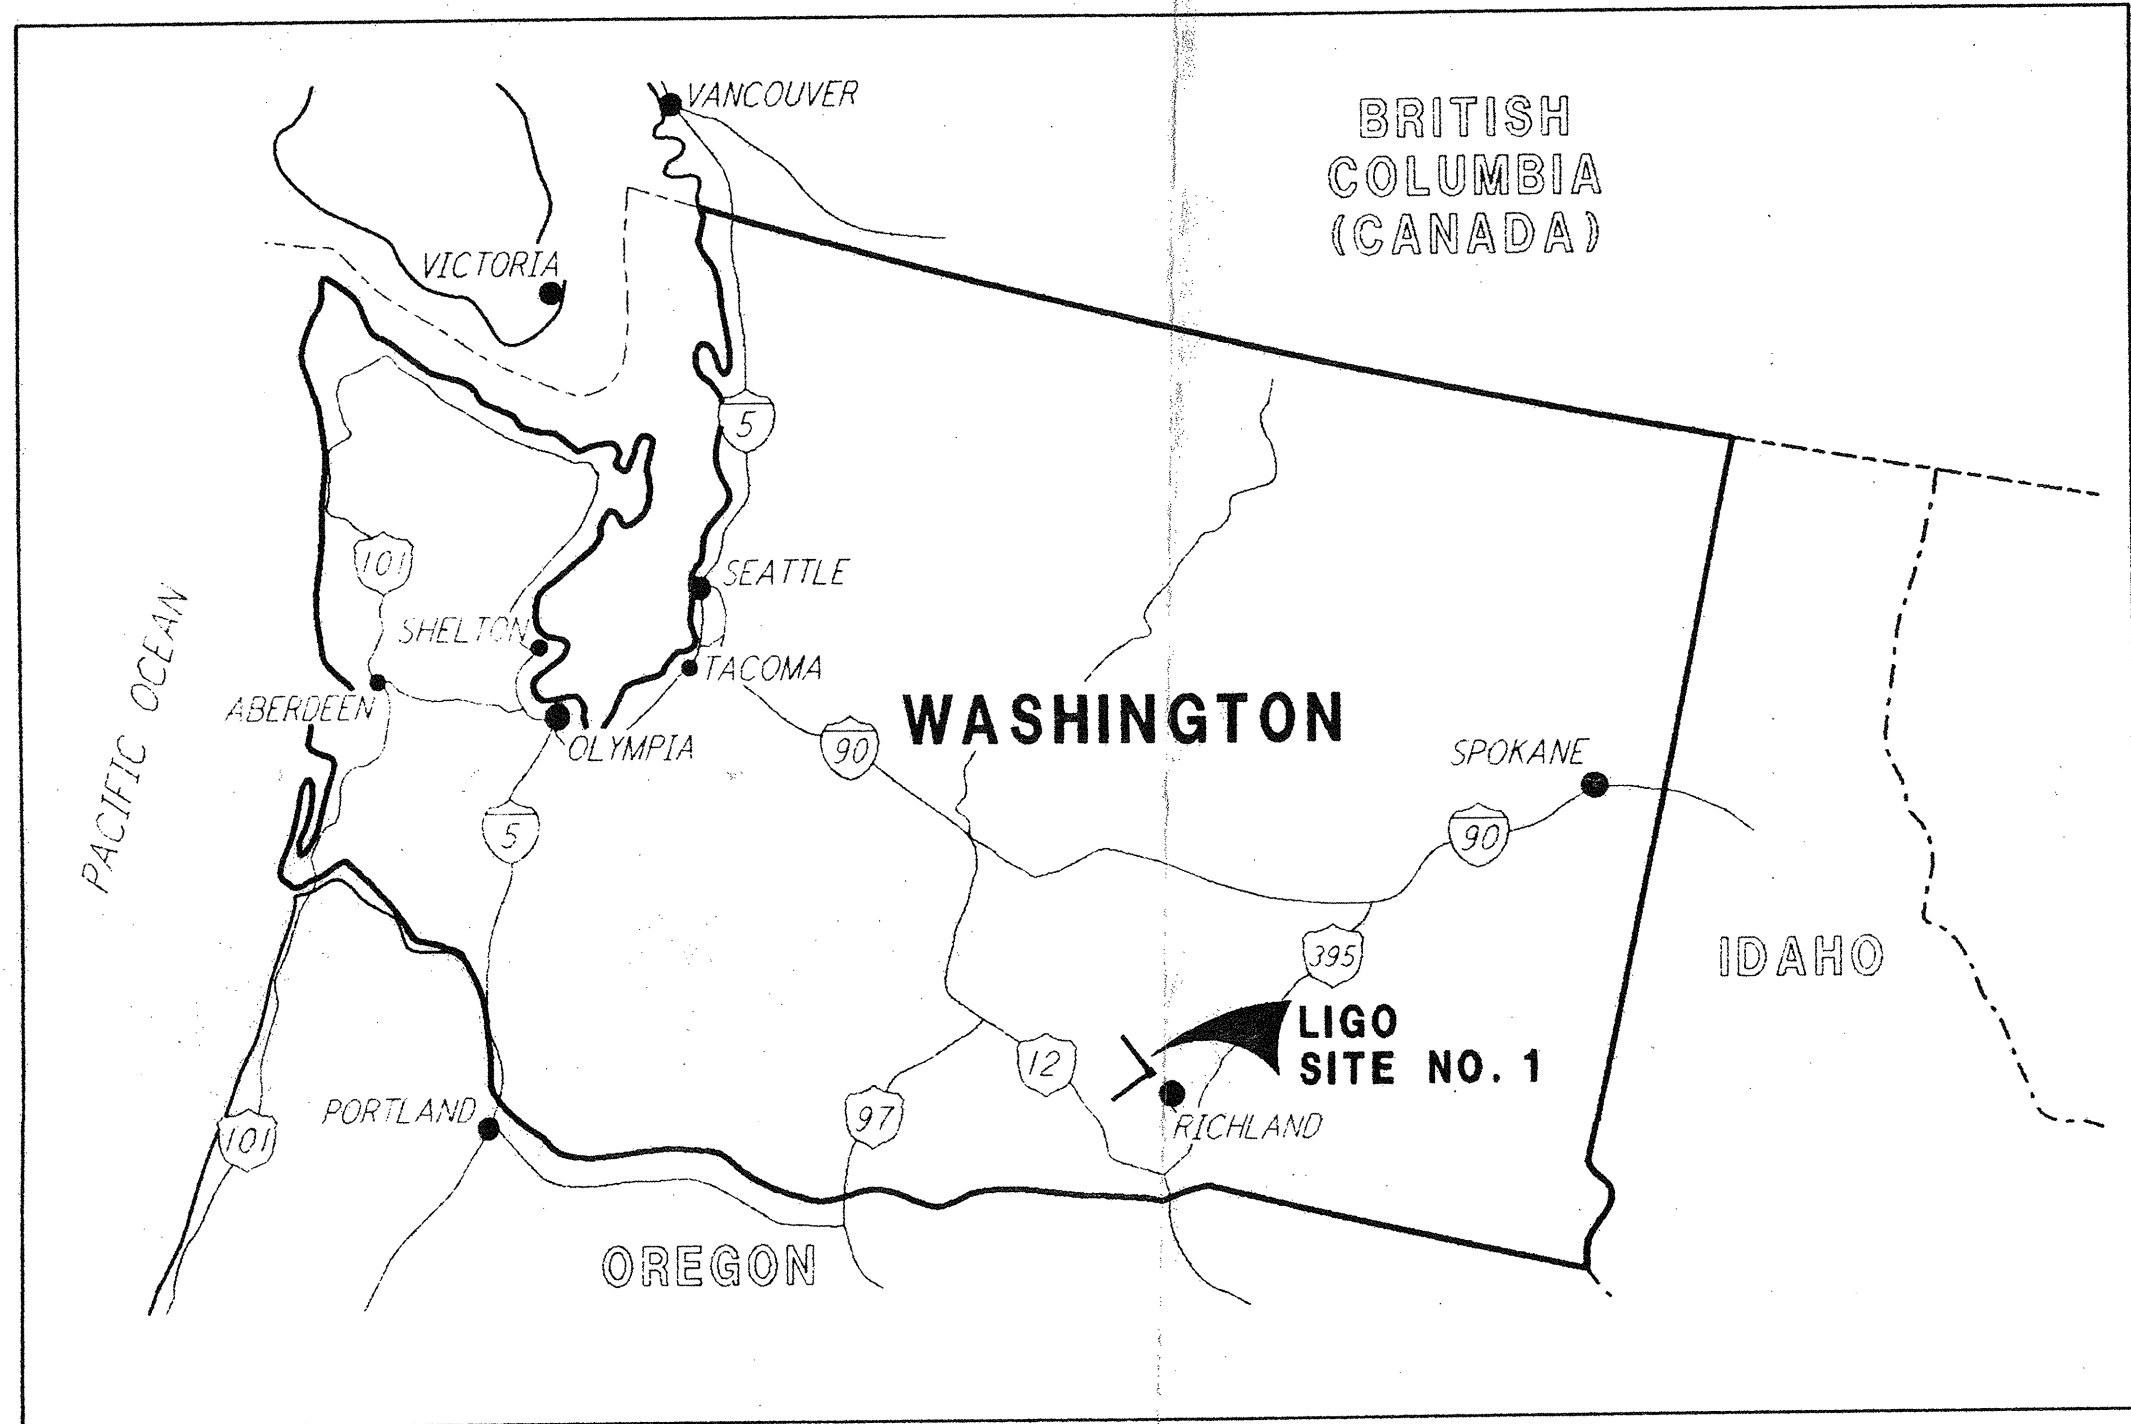 VANCOUVER
BRITISH
COLUMBIA
(CANADA)
VICTORIA
5
101
SEATTLE
SHELTON
TACOMA
PACIFIC OCEAN
ABERDEEN
OLYMPIA
WASHINGTON
90
SPOKANE
5
90
395
IDAHO
LIGO
SITE NO. 1
12
PORTLAND
97
RICHLAND
101
OREGON